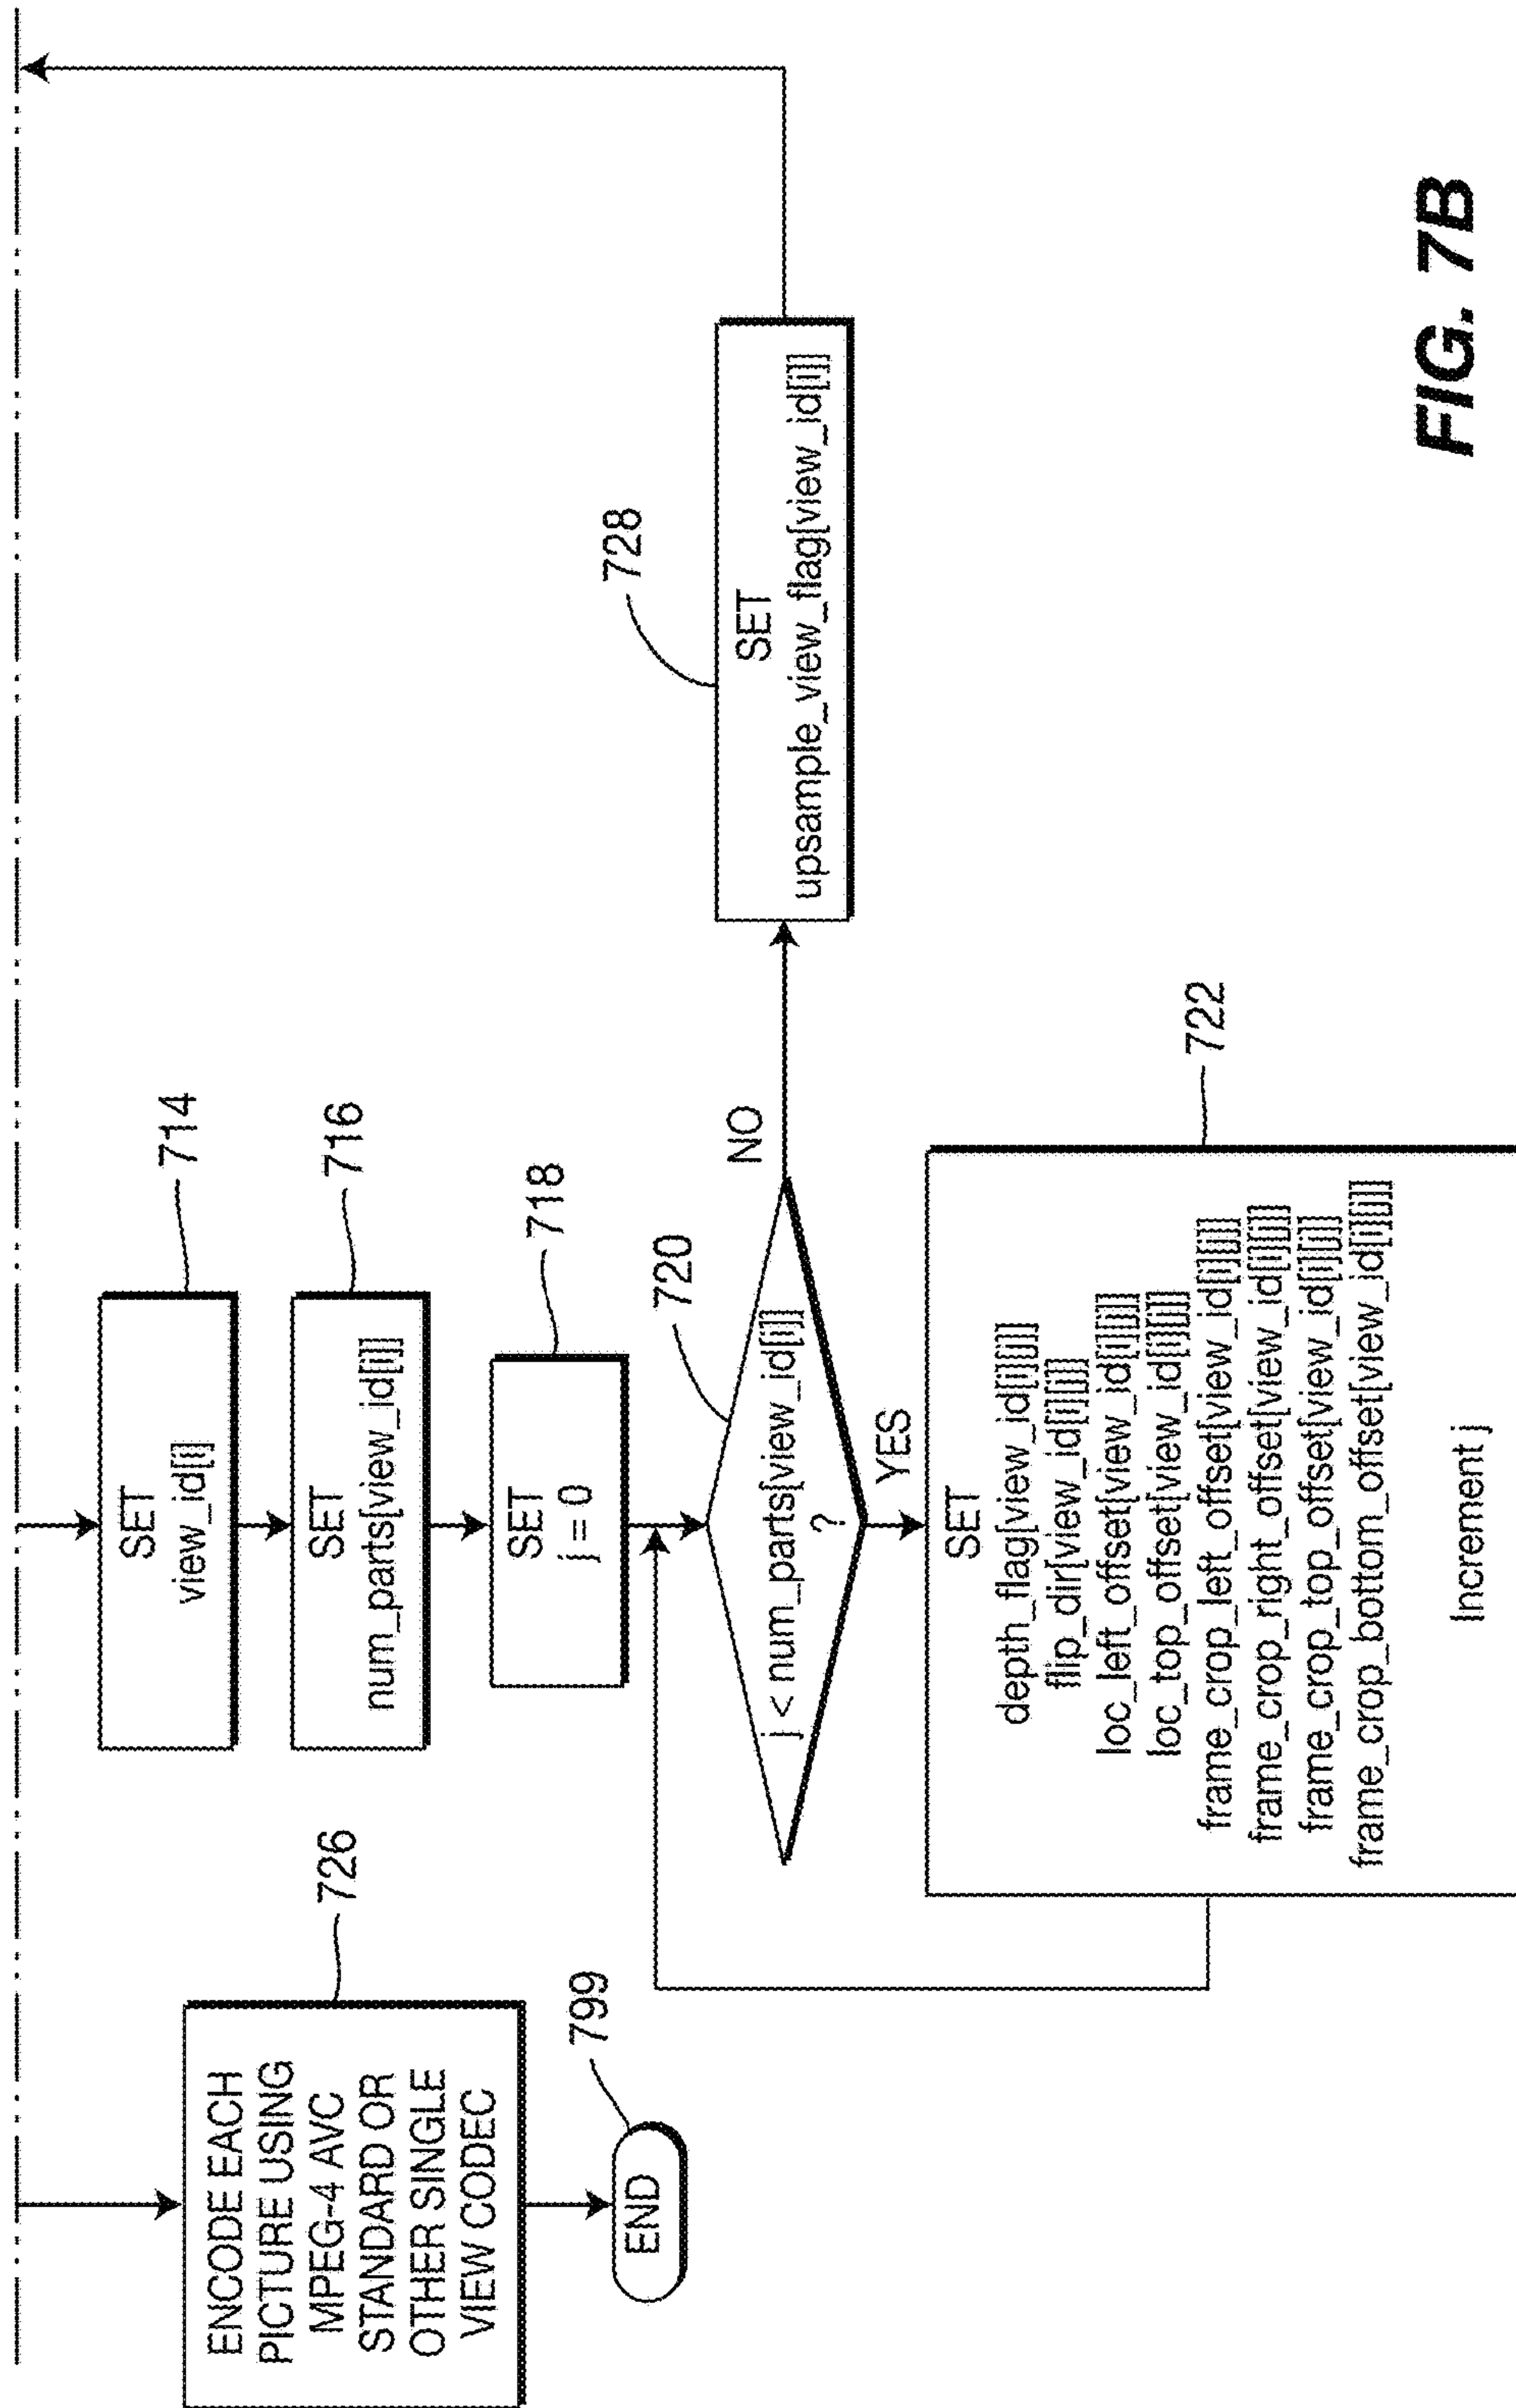 ENCODE EACH
PICTURE USING
MPEG-4 AVC
STANDARD OR
OTHER SINGLE
VIEW CODEC
726
END
799
SET
view_id[i]
714
SET
num_parts[view_id[i]]
716
SET
j = 0
718
j < num_parts[view_id[i]]
?
720
NO
YES
SET
depth_flag[view_id[i][j]]
flip_dir[view_id[i][j]]
loc_left_offset[view_id[i][j]]
loc_top_offset[view_id[i][j]]
frame_crop_left_offset[view_id[i][j]]
frame_crop_right_offset[view_id[i][j]]
frame_crop_top_offset[view_id[i][j]]
frame_crop_bottom_offset[view_id[i][j]]
Increment j
722
SET
upsample_view_flag[view_id[i]]
728
FIG. 7B